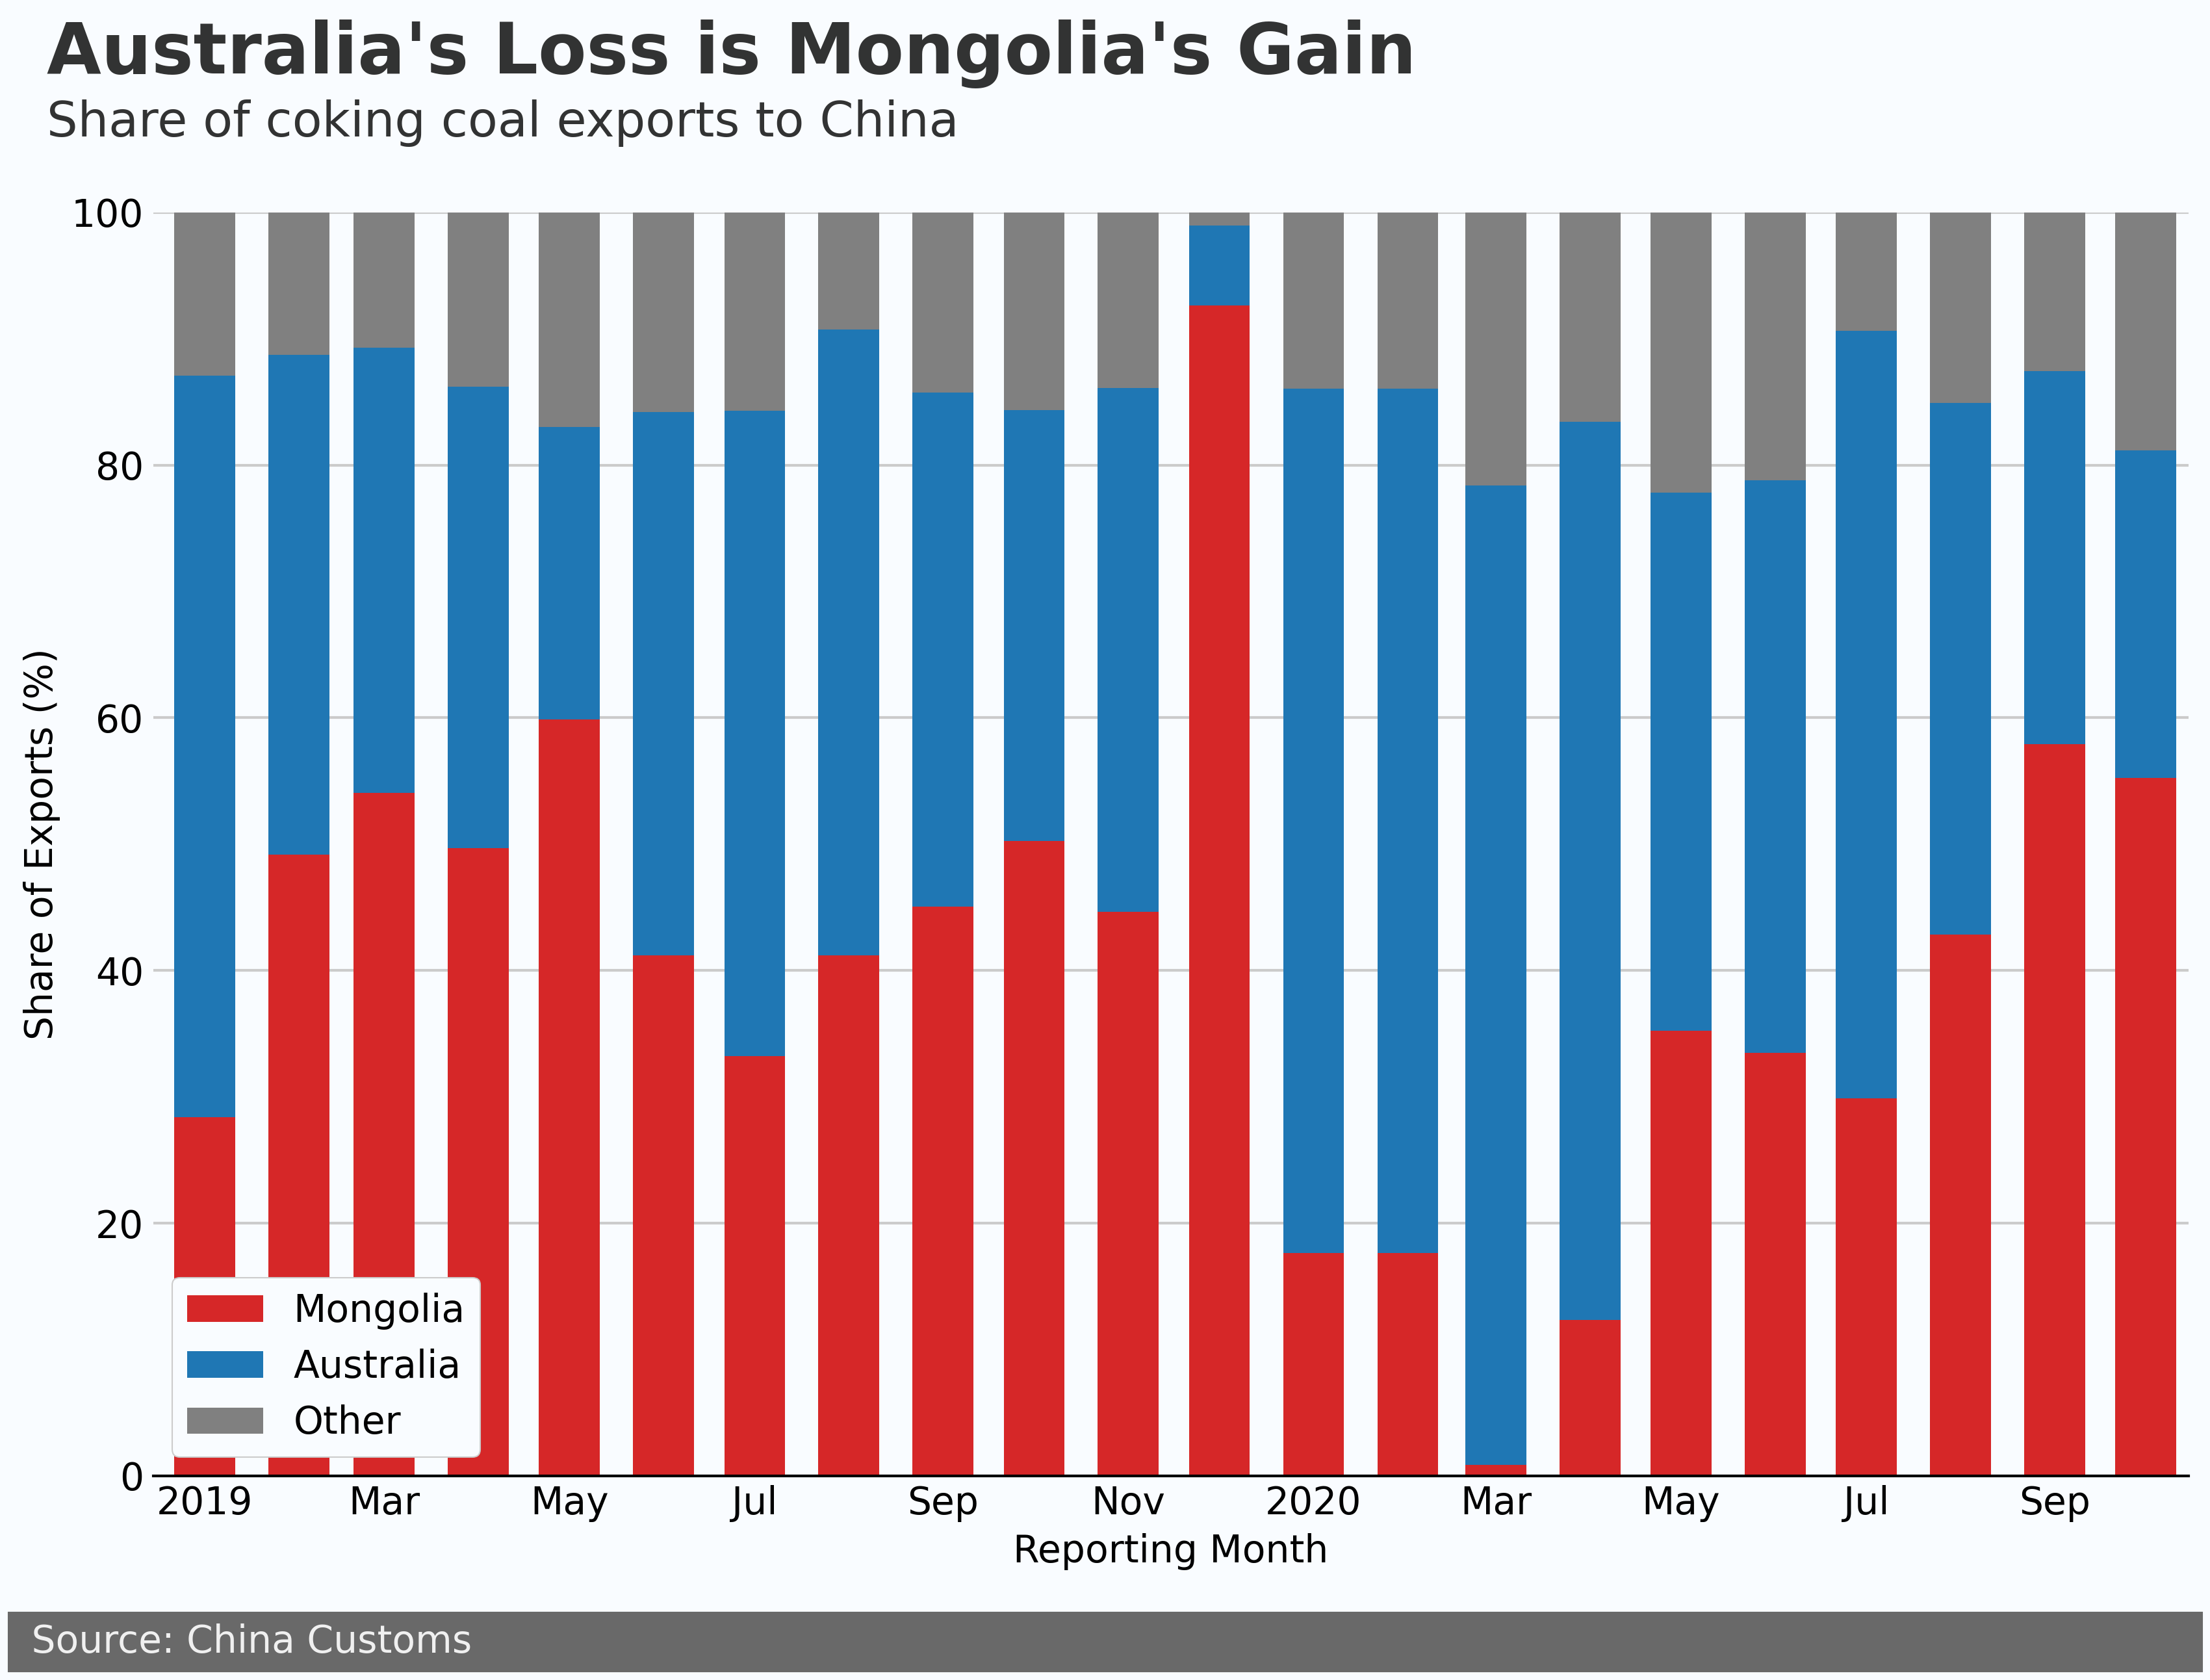 Australia's Loss is Mongolia's Gain
Share of coking coal exports to China
100
80
60
40
20
0
Share of Exports (%)
Mongolia
Australia
Other
2019 Mar May Jul Sep Nov 2020 Mar May Jul Sep
Reporting Month
Source: China Customs